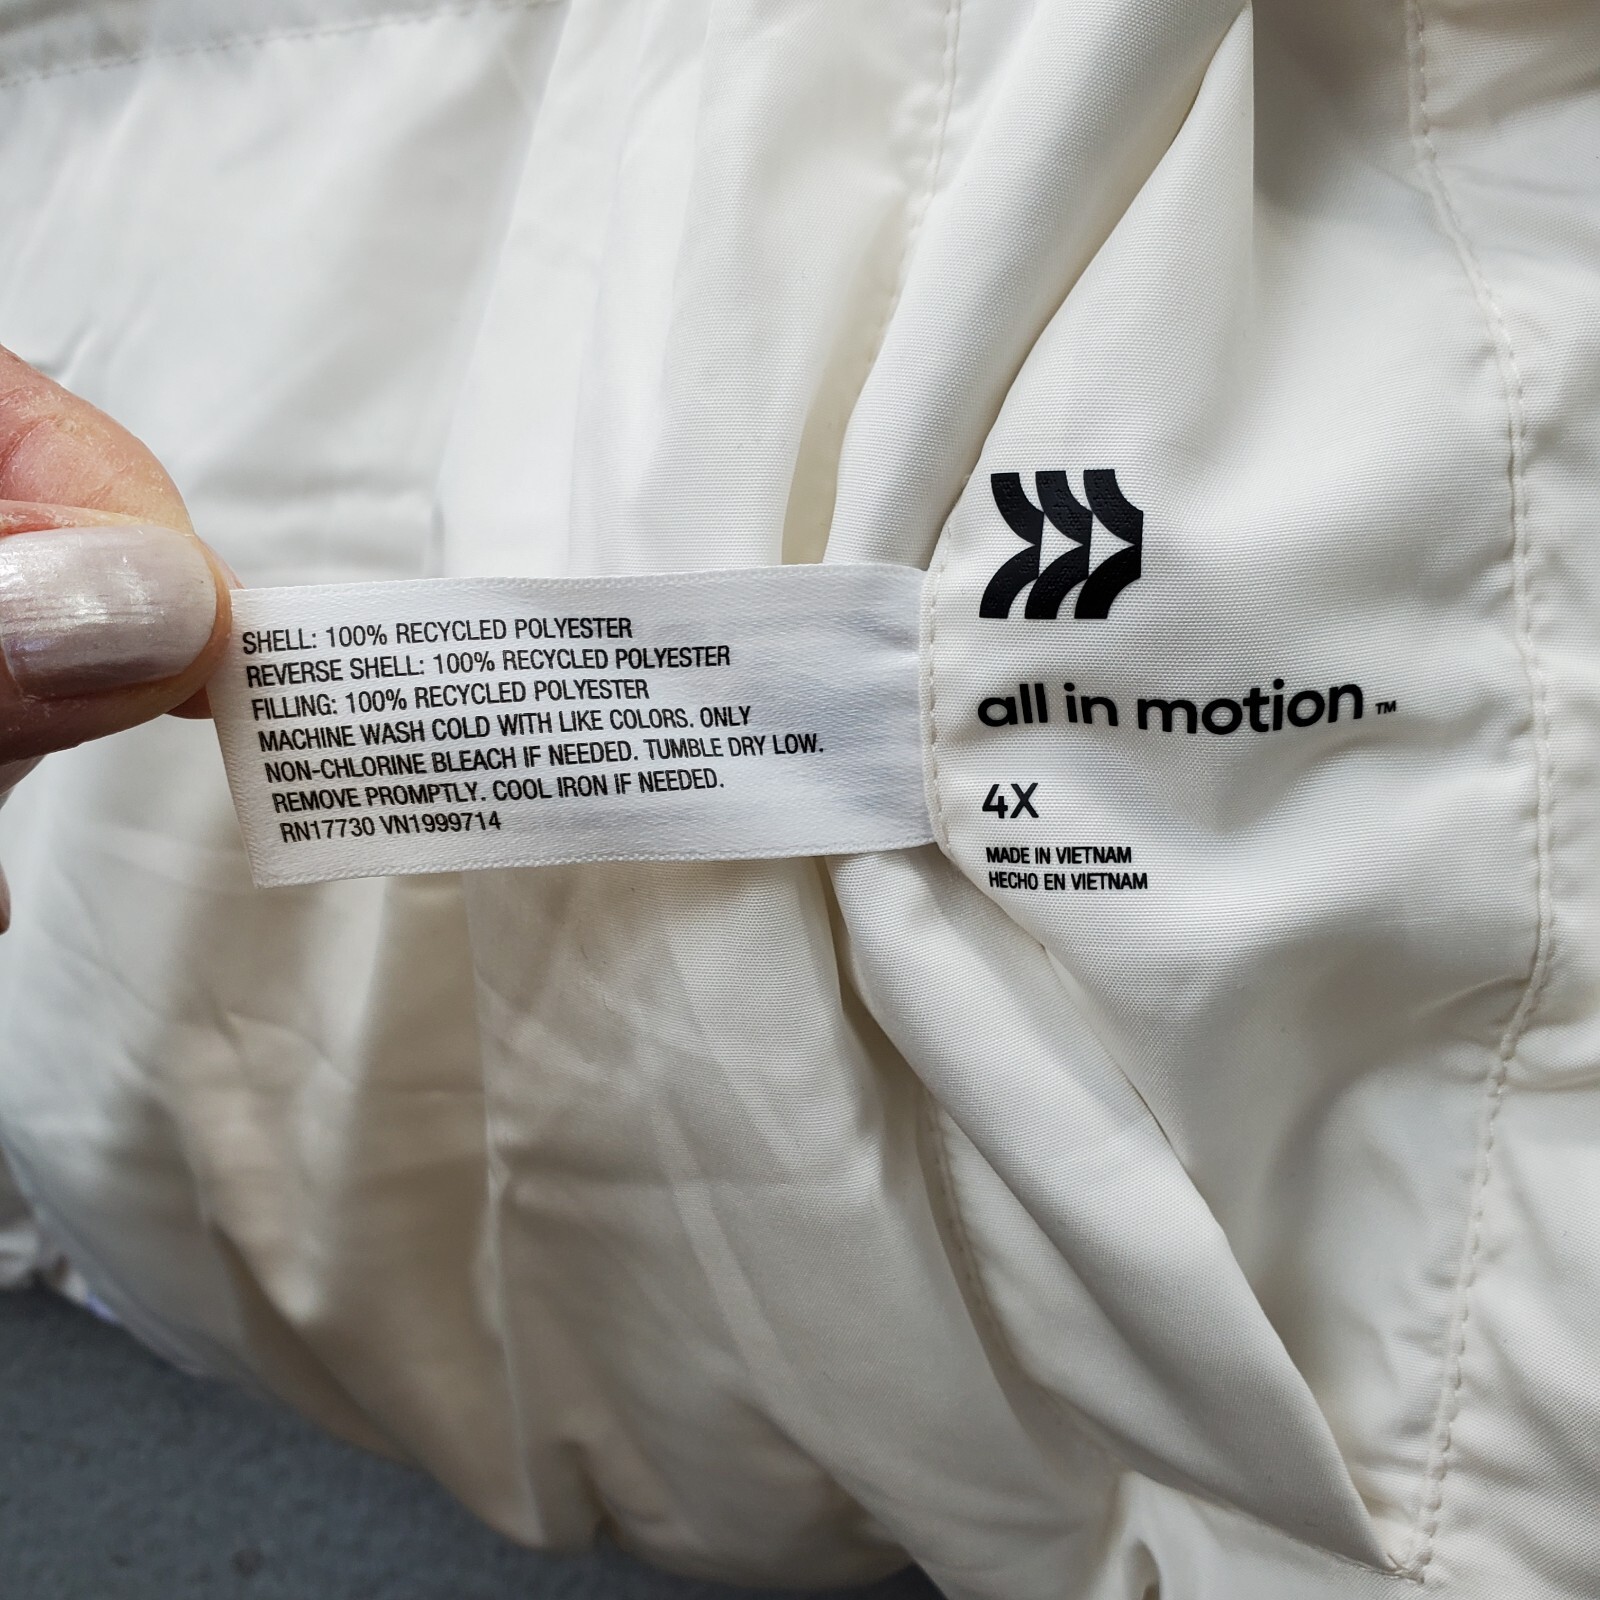 SHELL: 100% RECYCLED POLYESTER
REVERSE SHELL: 100% RECYCLED POLYESTER
FILLING: 100% RECYCLED POLYESTER
MACHINE WASH COLD WITH LIKE COLORS. ONLY
NON-CHLORINE BLEACH IF NEEDED. TUMBLE DRY LOW.
REMOVE PROMPTLY. COOL IRON IF NEEDED.
RN17730 VN1999714
all in motion™
4X
MADE IN VIETNAM
HECHO EN VIETNAM